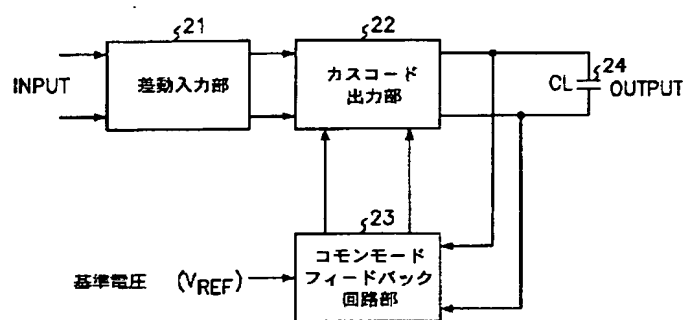 21
22
INPUT
差動入力部
カスコード
出力部
24
CL
OUTPUT
23
コモンモード
フィードバック
回路部
基準電圧 (VREF)